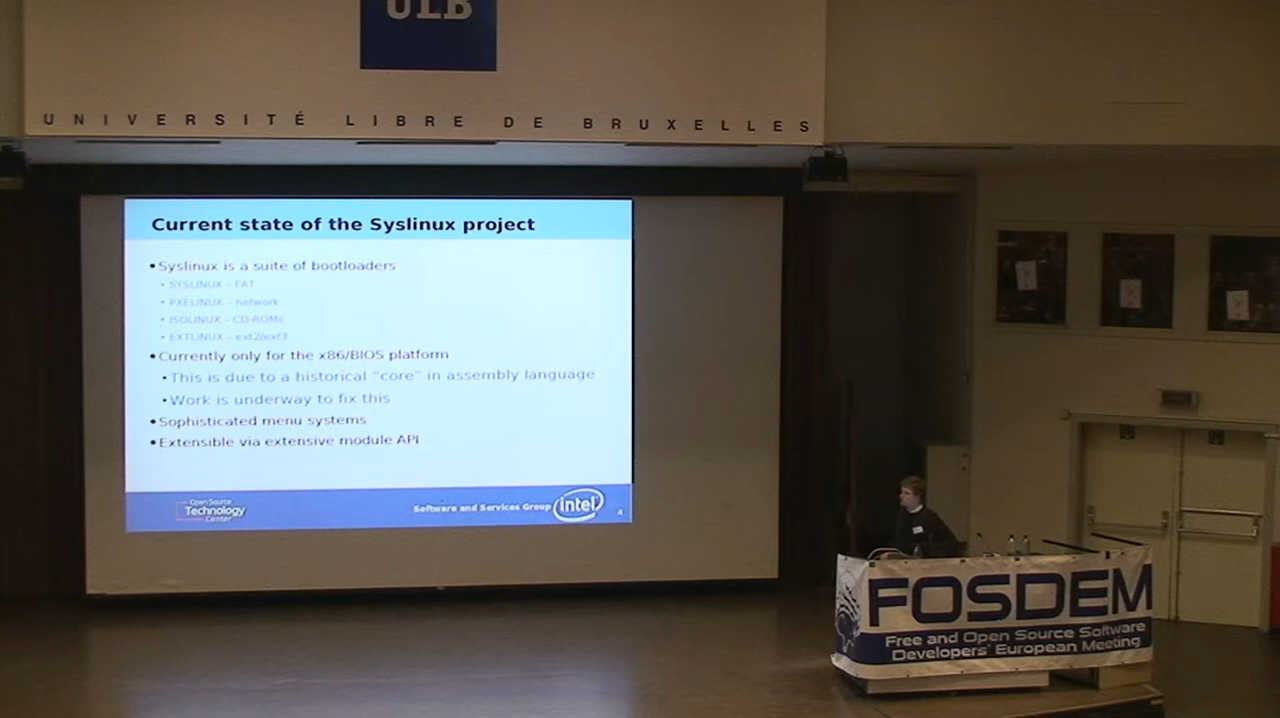 ULB
UNIVERSITÉ LIBRE DE BRUXELLES
Current state of the Syslinux project
•Syslinux is a suite of bootloaders
• SYSLINUX – FAT
• PXELINUX – network
• ISOLINUX – CD-ROMs
• EXTLINUX – ext2/ext3
•Currently only for the x86/BIOS platform
•This is due to a historical “core” in assembly language
•Work is underway to fix this
•Sophisticated menu systems
•Extensible via extensive module API
Open Source
Technology
Center
Software and Services Group
intel
4
FOSDEM
Free and Open Source Software
Developers' European Meeting